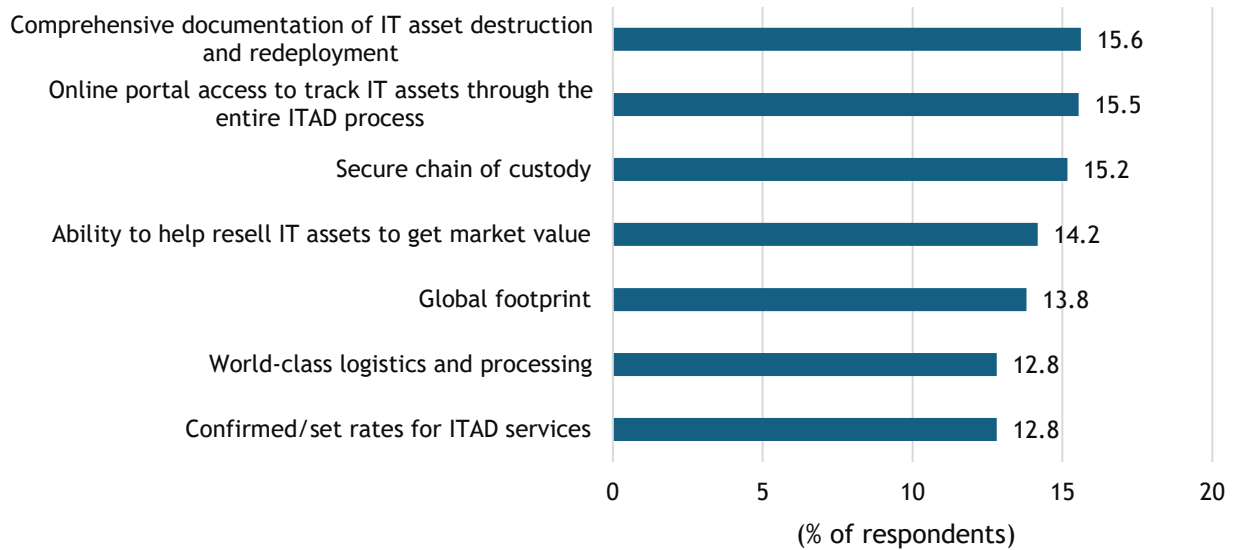 Comprehensive documentation of IT asset destruction
and redeployment
15.6
Online portal access to track IT assets through the
entire ITAD process
15.5
Secure chain of custody
15.2
Ability to help resell IT assets to get market value
14.2
Global footprint
13.8
World-class logistics and processing
12.8
Confirmed/set rates for ITAD services
12.8
0
5
10
15
20
(% of respondents)